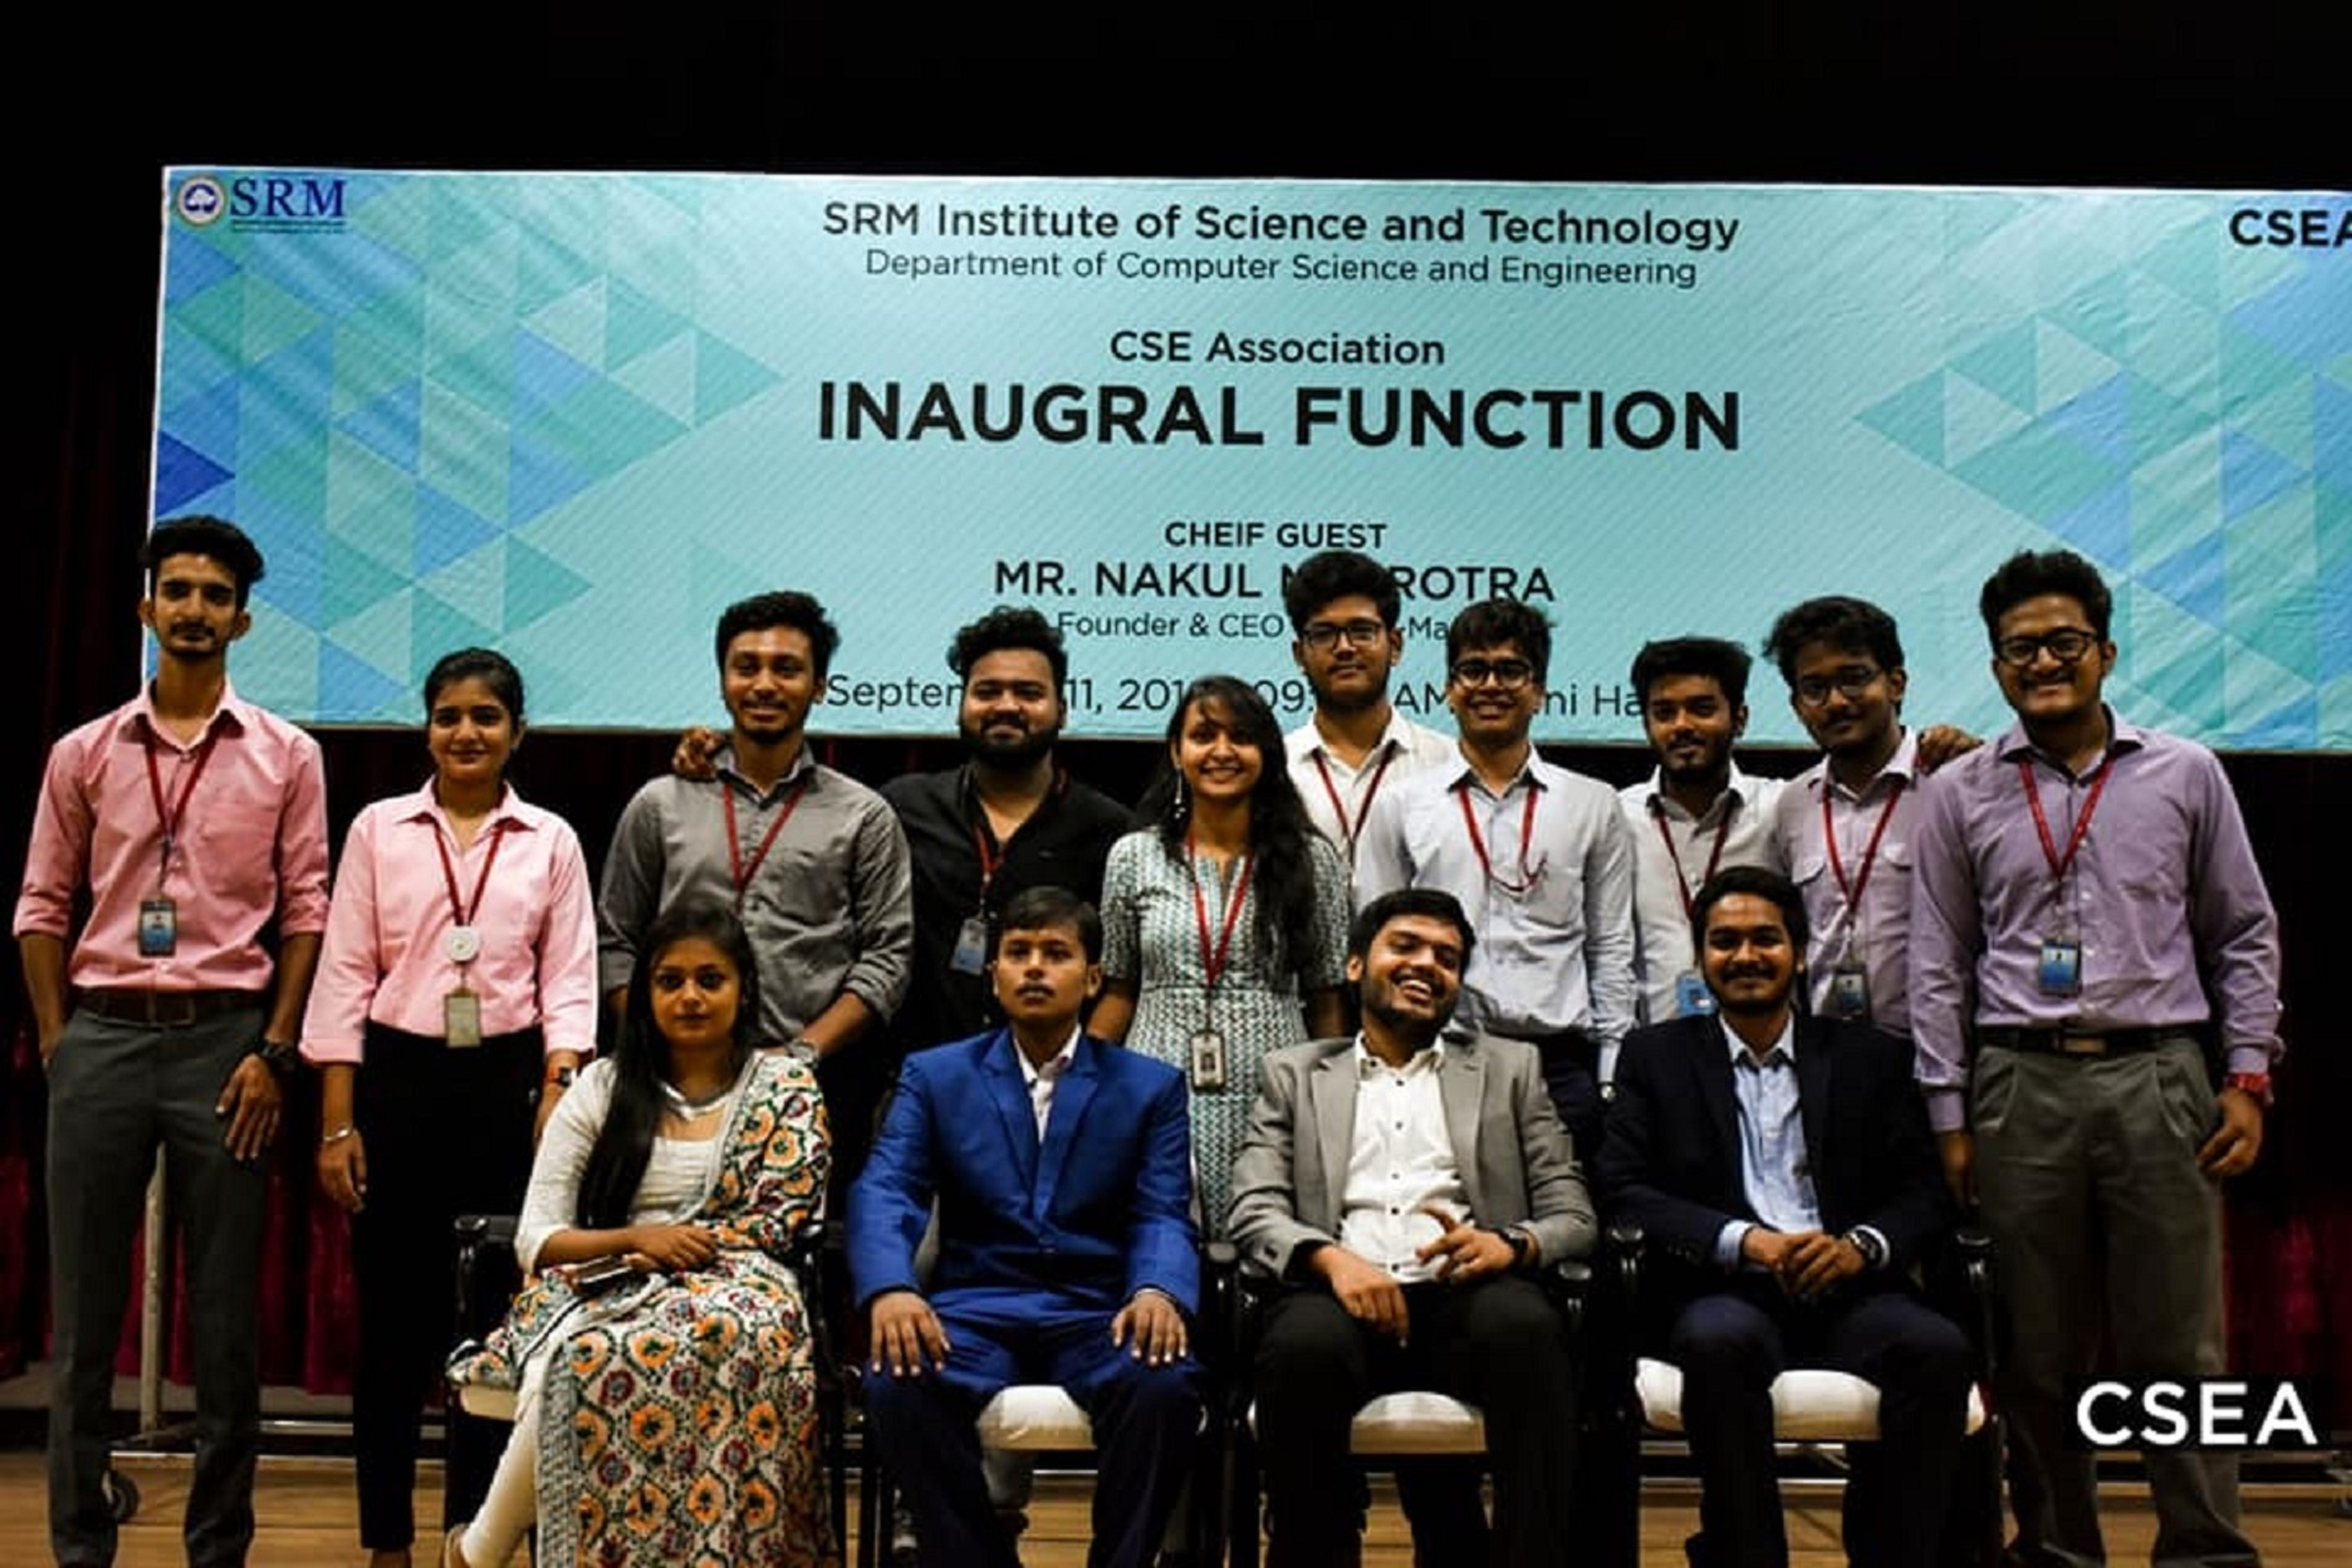 SRM
SRM Institute of Science and Technology
CSEA
Department of Computer Science and Engineering
CSE Association
INAUGRAL FUNCTION
CHEIF GUEST
MR. NAKUL
Founder & CEO
11,
CSEA